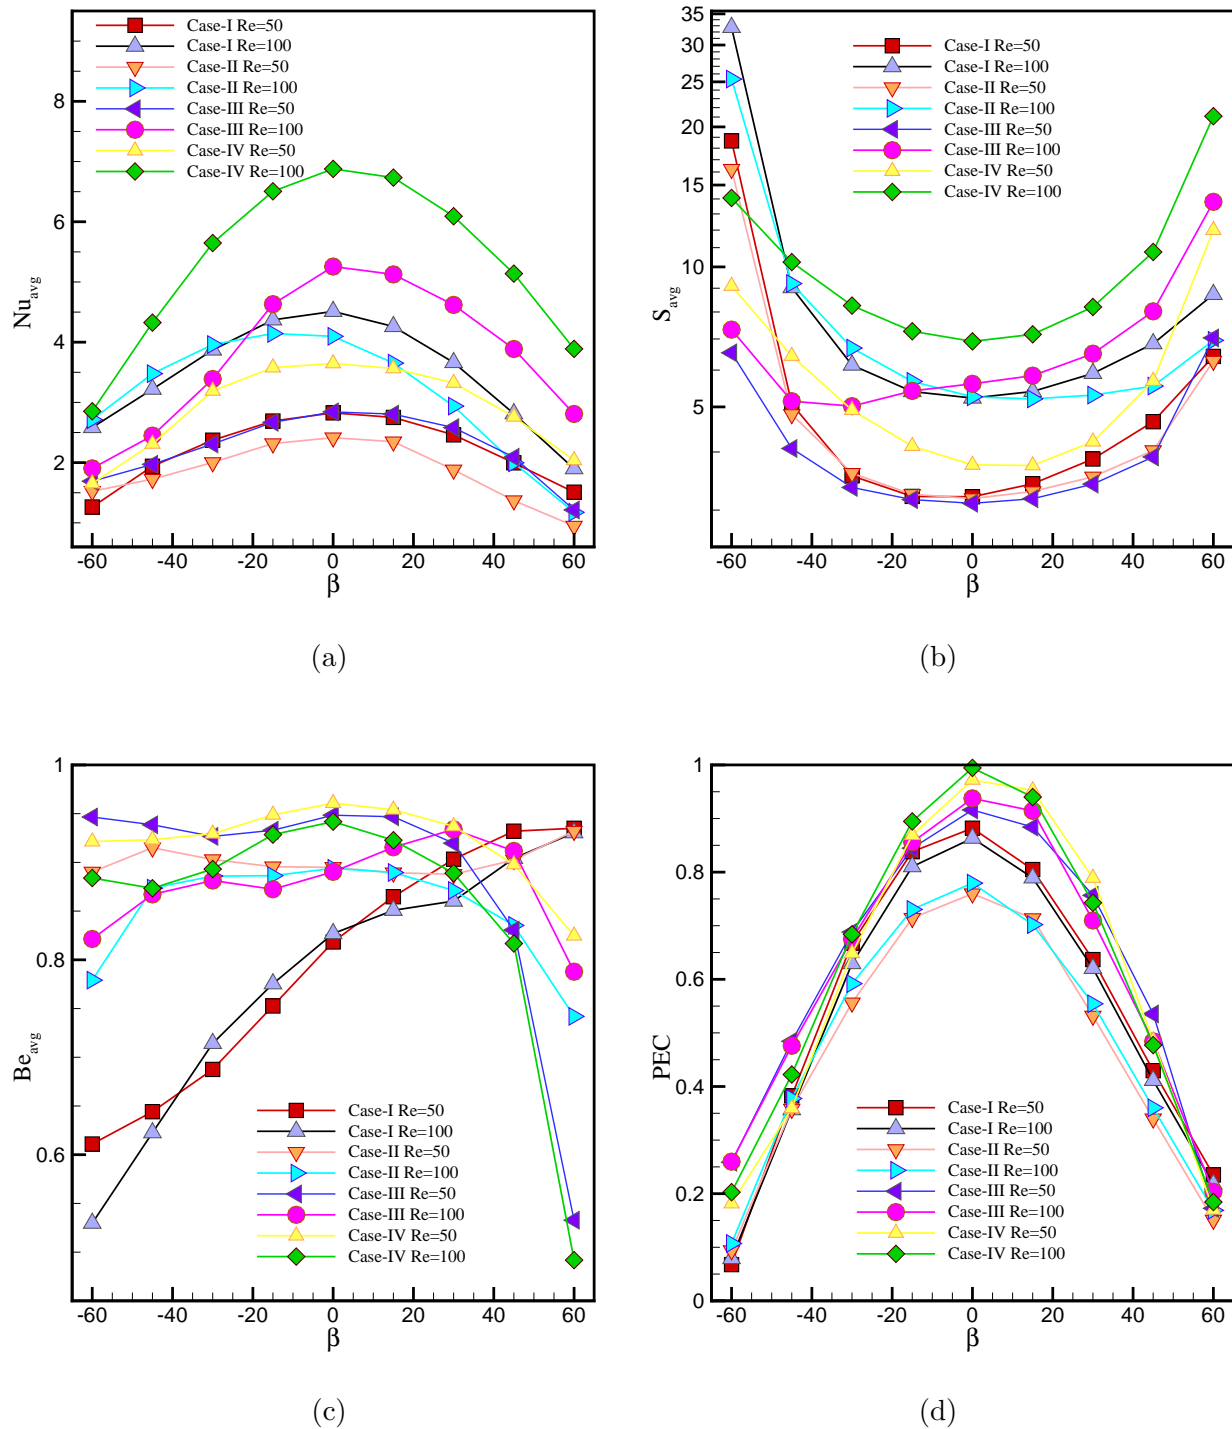 Case-I Re=50
Case-I Re=100
Case-II Re=50
Case-II Re=100
Case-III Re=50
Case-III Re=100
Case-IV Re=50
Case-IV Re=100
8
6
4
2
Nu_avg
-60 -40 -20 0 20 40 60
β
(a)
Case-I Re=50
Case-I Re=100
Case-II Re=50
Case-II Re=100
Case-III Re=50
Case-III Re=100
Case-IV Re=50
Case-IV Re=100
35
30
25
20
15
10
5
S_avg
-60 -40 -20 0 20 40 60
β
(b)
1
0.8
0.6
Be_avg
Case-I Re=50
Case-I Re=100
Case-II Re=50
Case-II Re=100
Case-III Re=50
Case-III Re=100
Case-IV Re=50
Case-IV Re=100
-60 -40 -20 0 20 40 60
β
(c)
1
0.8
0.6
0.4
0.2
0
PEC
Case-I Re=50
Case-I Re=100
Case-II Re=50
Case-II Re=100
Case-III Re=50
Case-III Re=100
Case-IV Re=50
Case-IV Re=100
-60 -40 -20 0 20 40 60
β
(d)